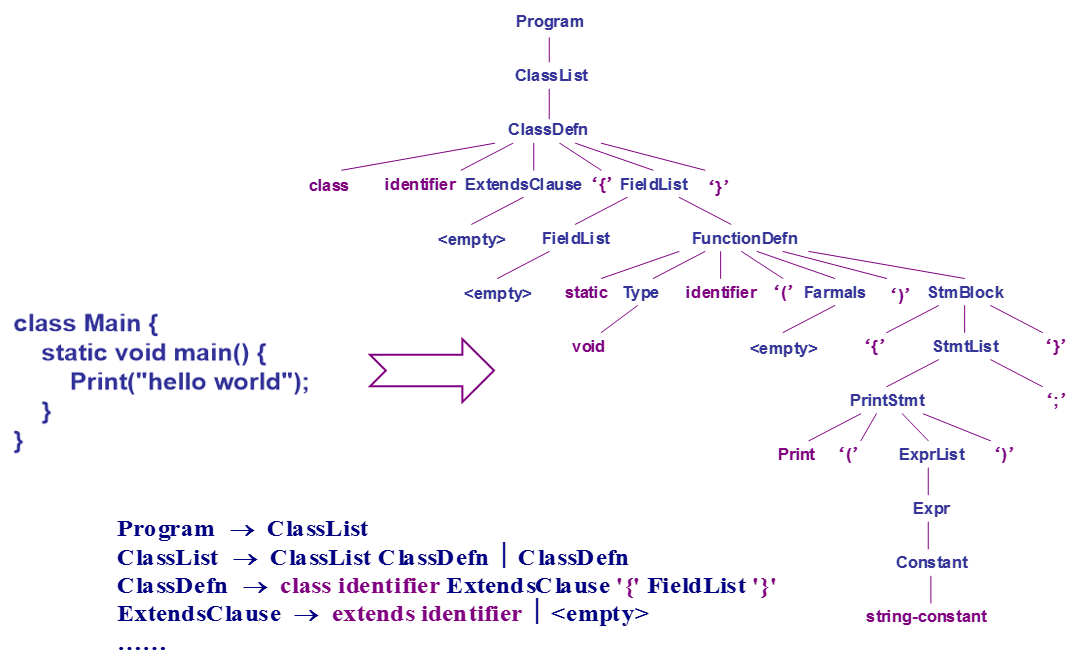 Program
ClassList
ClassDefn
class identifier ExtendsClause ‘{’ FieldList ‘}’
<empty> FieldList FunctionDefn
<empty> static Type identifier ‘(’ Farmals ‘)’ StmBlock
void <empty> ‘{’ StmtList ‘}’
PrintStmt ‘;’
Print ‘(’ ExprList ‘)’
Expr
Constant
string-constant
class Main {
static void main() {
Print("hello world");
}
}
Program → ClassList
ClassList → ClassList ClassDefn | ClassDefn
ClassDefn → class identifier ExtendsClause '{' FieldList '}'
ExtendsClause → extends identifier | <empty>
……